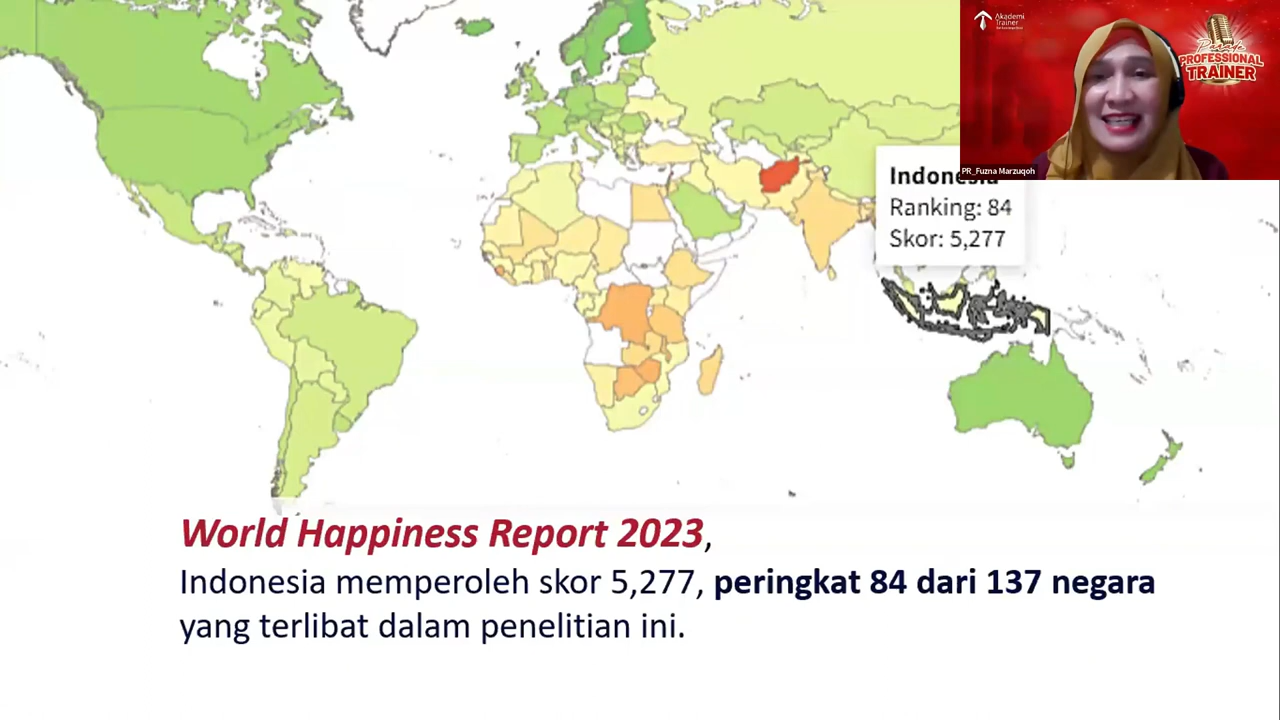 Akademi
Trainer
Pesak
PROFESSIONAL
TRAINER
PR_Fuzna Marzuqoh
Indonesia
Ranking: 84
Skor: 5,277
World Happiness Report 2023,
Indonesia memperoleh skor 5,277, peringkat 84 dari 137 negara
yang terlibat dalam penelitian ini.